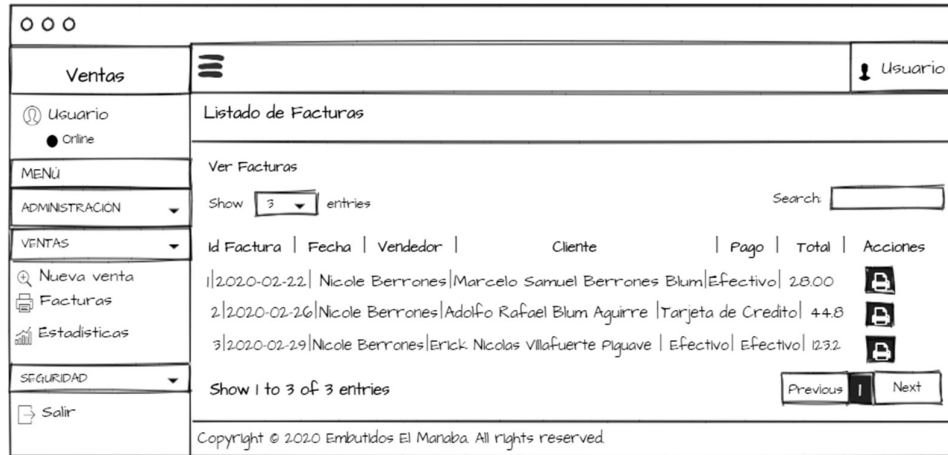 Ventas
Usuario
Usuario
Online
MENÚ
ADMINISTRACIÓN
VENTAS
Nueva venta
Facturas
Estadisticas
SEGURIDAD
Salir
Listado de Facturas
Ver Facturas
Show 3 entries
Search:
Id Factura | Fecha | Vendedor | Cliente | Pago | Total | Acciones
1|2020-02-22| Nicole Berrones|Marcelo Samuel Berrones Blum|Efectivo| 28.00
2|2020-02-26|Nicole Berrones|Adolfo Rafael Blum Aguirre |Tarjeta de Credito| 44.8
3|2020-02-29|Nicole Berrones|Erick Nicolas Villafuerte Piguave | Efectivo| Efectivo| 123.2
Show 1 to 3 of 3 entries
Previous 1 Next
Copyright © 2020 Embutidos El Manaba. All rights reserved.